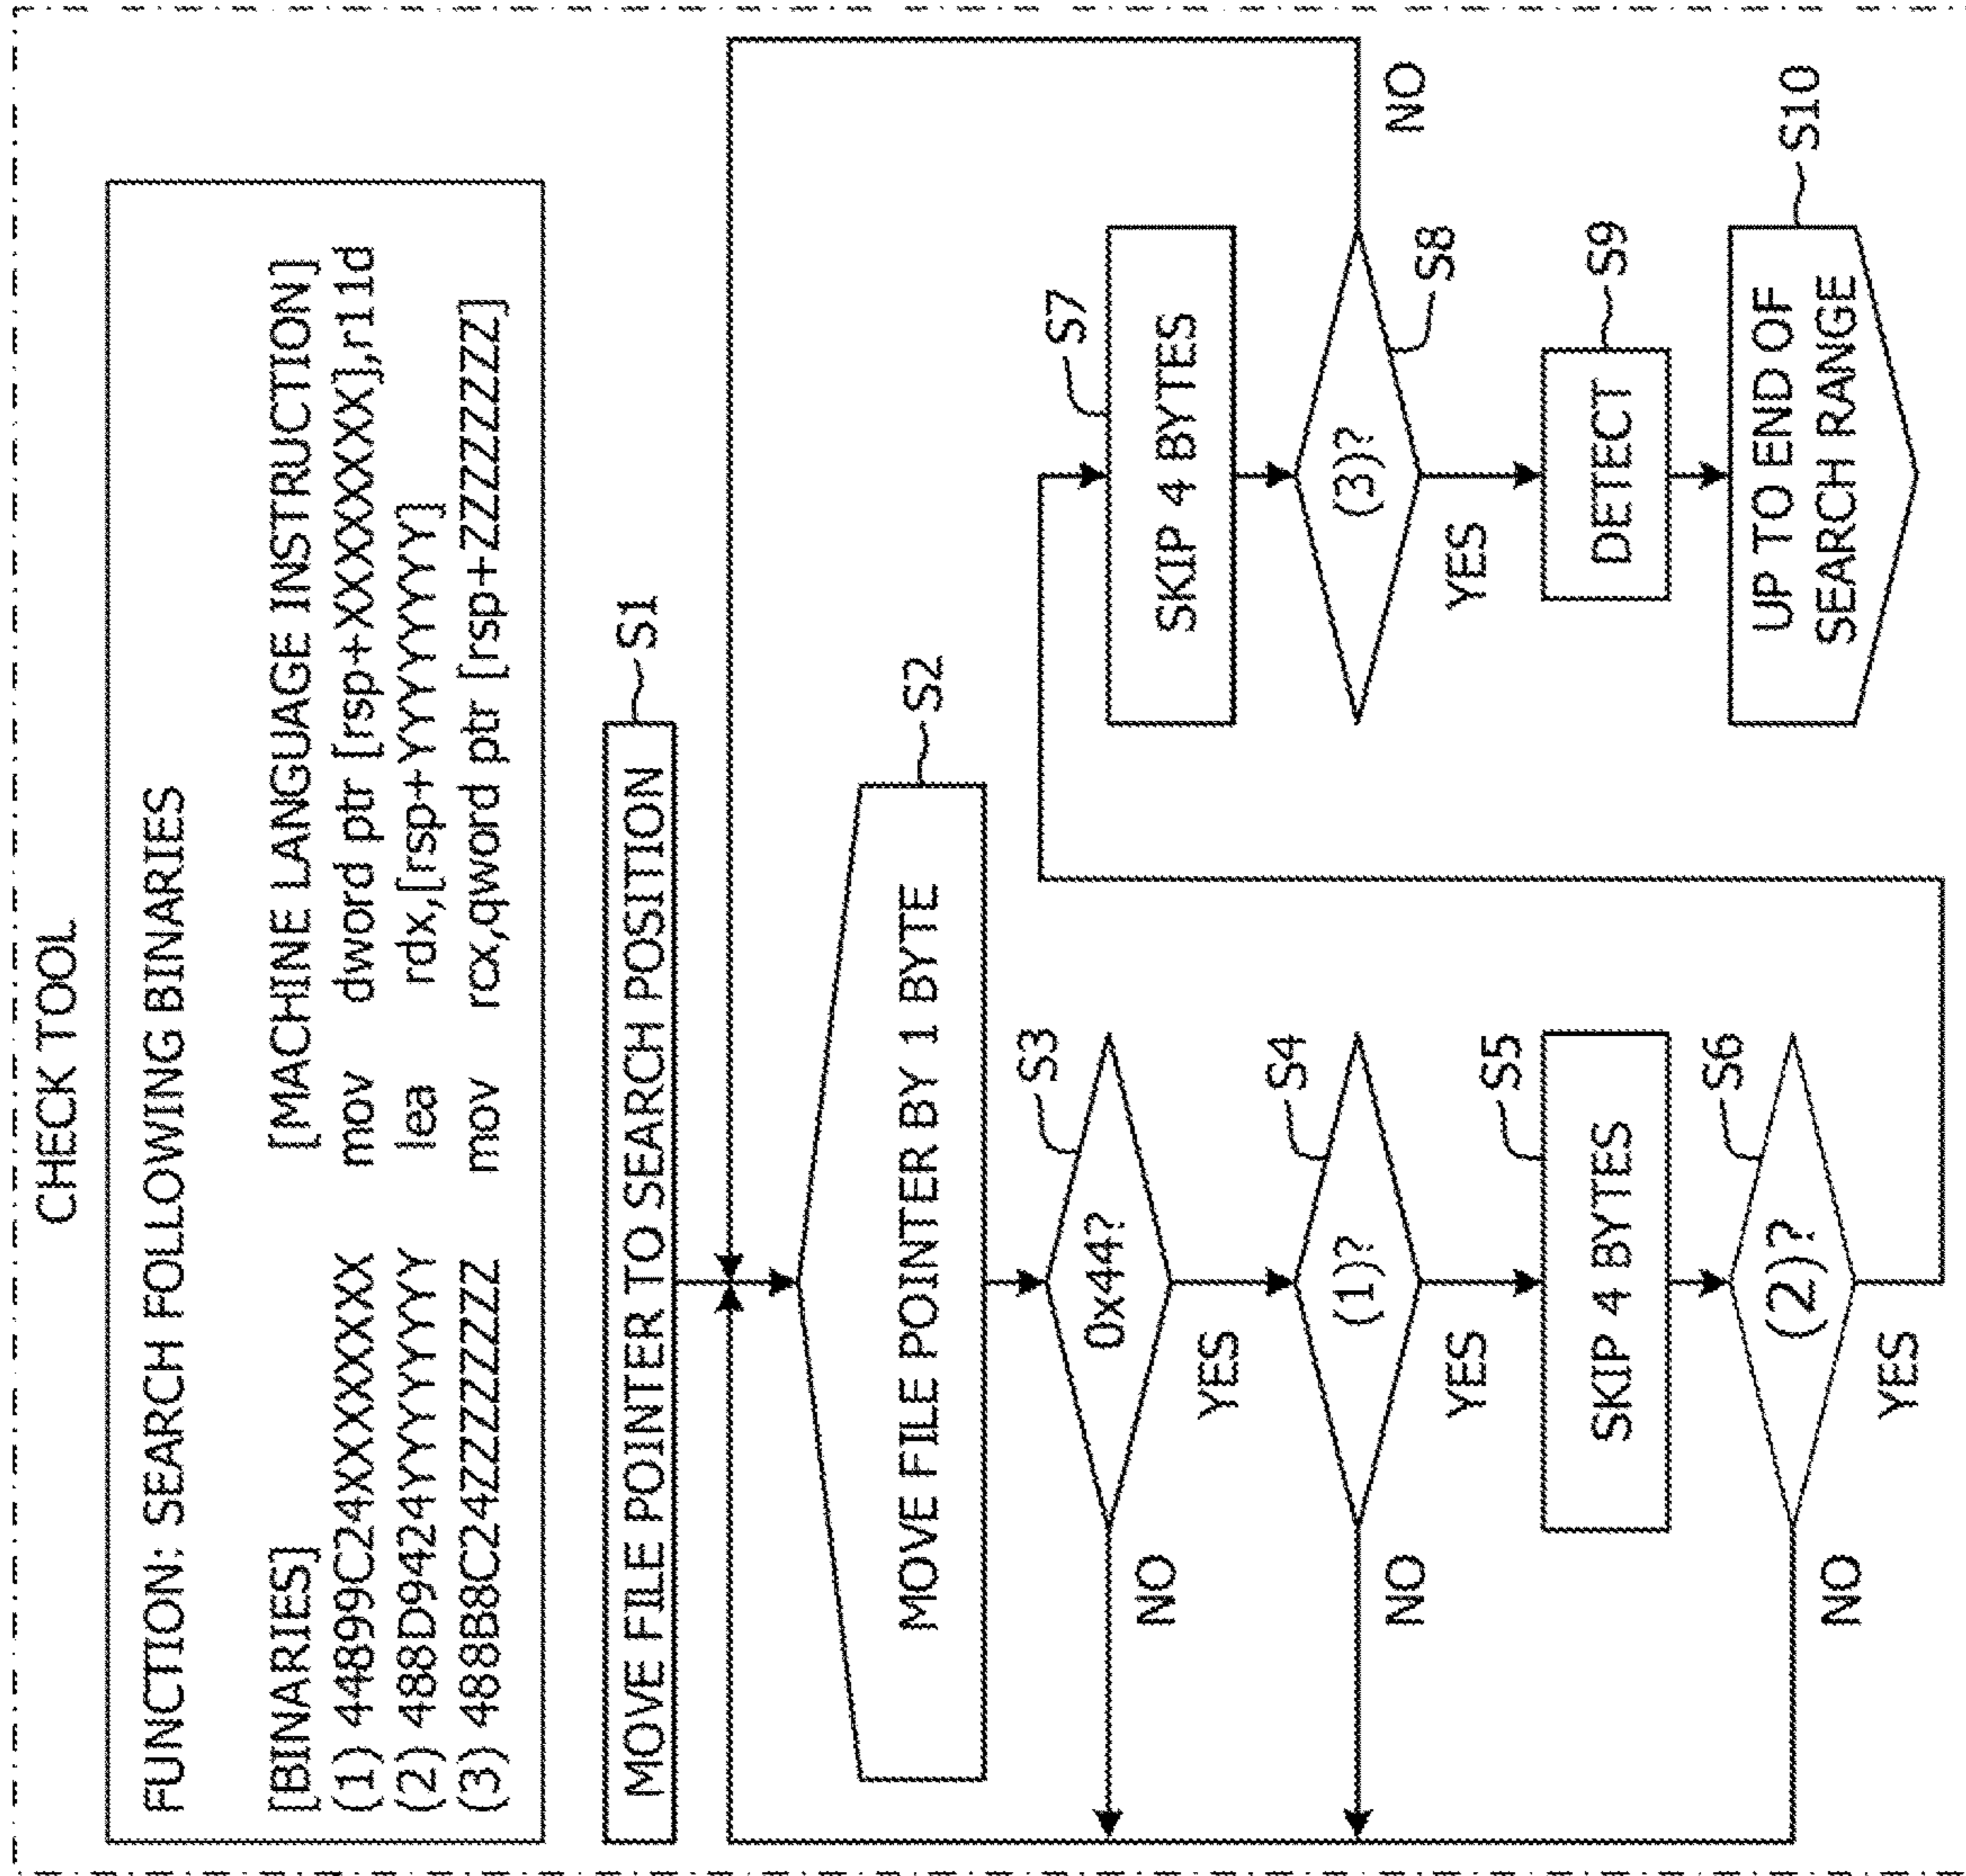 CHECK TOOL
FUNCTION: SEARCH FOLLOWING BINARIES
[BINARIES] [MACHINE LANGUAGE INSTRUCTION]
(1) 44899C24XXXXXXXX mov dword ptr [rsp+XXXXXXXX],r11d
(2) 488D9424YYYYYYYY lea rdx,[rsp+YYYYYYYY]
(3) 488B8C24ZZZZZZZZ mov rcx,qword ptr [rsp+ZZZZZZZZ]
MOVE FILE POINTER TO SEARCH POSITION
S1
MOVE FILE POINTER BY 1 BYTE
S2
0x44?
S3
NO
YES
(1)?
S4
NO
YES
SKIP 4 BYTES
S5
(2)?
S6
NO
YES
SKIP 4 BYTES
S7
(3)?
S8
NO
YES
DETECT
S9
UP TO END OF
SEARCH RANGE
S10